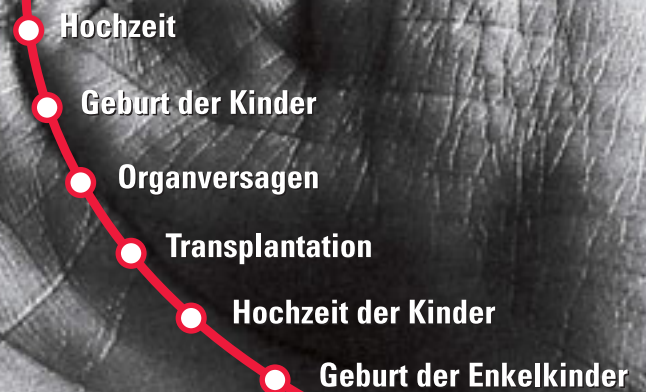 Hochzeit
Geburt der Kinder
Organversagen
Transplantation
Hochzeit der Kinder
Geburt der Enkelkinder